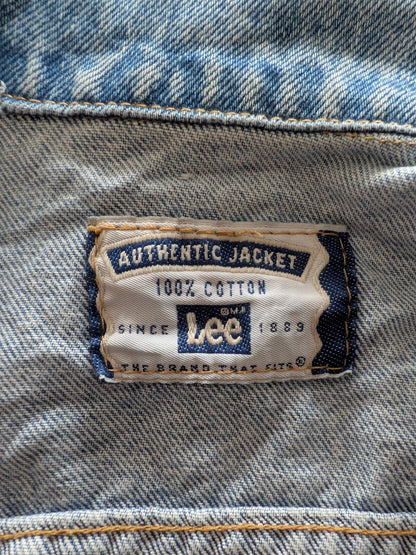 AUTHENTIC JACKET
100% COTTON
®M.R.
SINCE Lee 1889
THE BRAND THAT FITS®